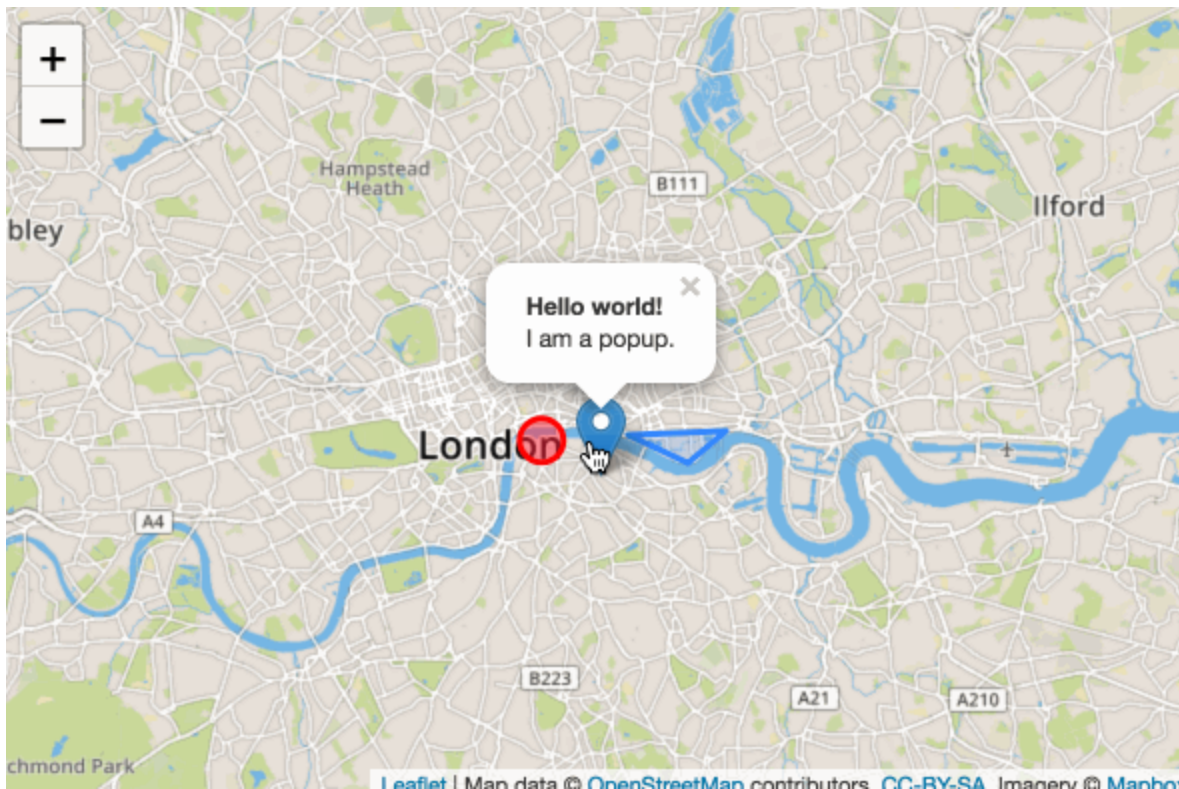 +
−
Hampstead
Heath
B111
Ilford
bley
×
Hello world!
I am a popup.
London
A4
B223
A21
A210
chmond Park
Leaflet | Map data © OpenStreetMap contributors, CC-BY-SA, Imagery © Mapbox